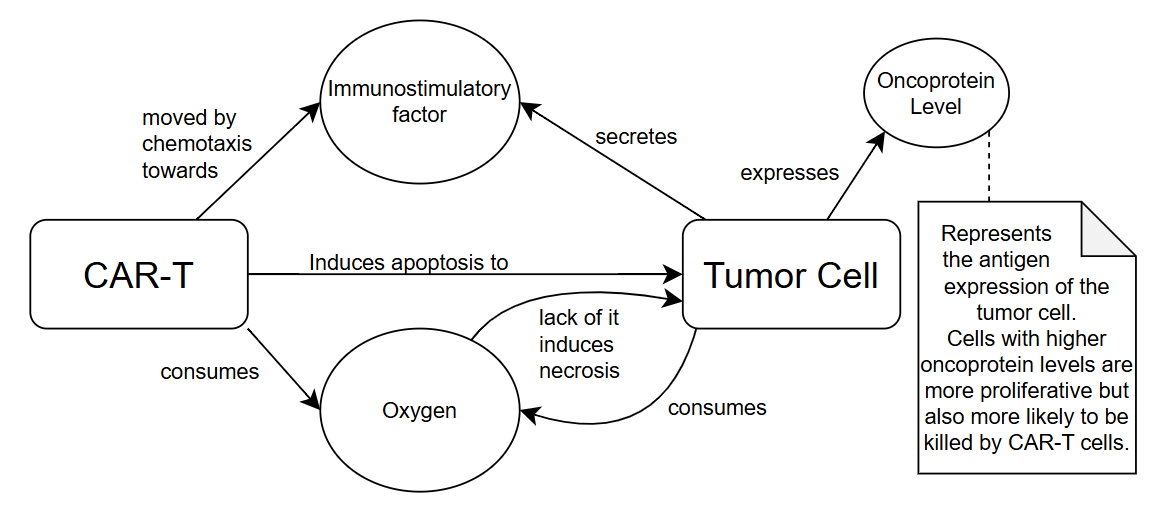 Immunostimulatory
factor
Oncoprotein
Level
moved by
chemotaxis
towards
secretes
expresses
CAR-T
Induces apoptosis to
Tumor Cell
Represents
the antigen
expression of the
tumor cell.
Cells with higher
oncoprotein levels are
more proliferative but
also more likely to be
killed by CAR-T cells.
lack of it
induces
necrosis
consumes
Oxygen
consumes